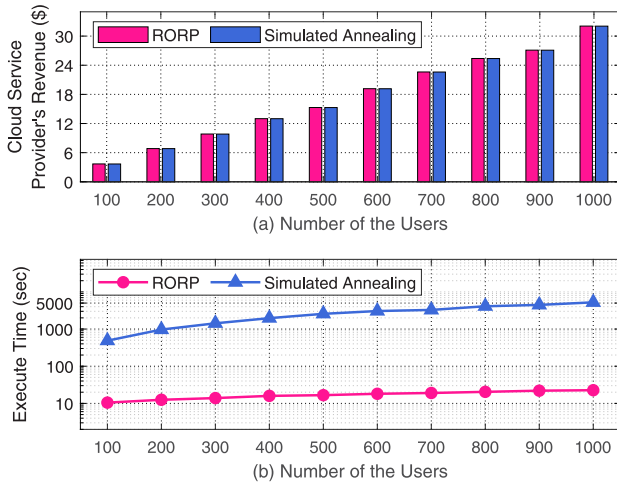 Cloud Service
Provider's Revenue ($)
30
24
18
12
6
0
RORP
Simulated Annealing
100 200 300 400 500 600 700 800 900 1000
(a) Number of the Users
Execute Time (sec)
5000
1000
100
10
RORP
Simulated Annealing
100 200 300 400 500 600 700 800 900 1000
(b) Number of the Users